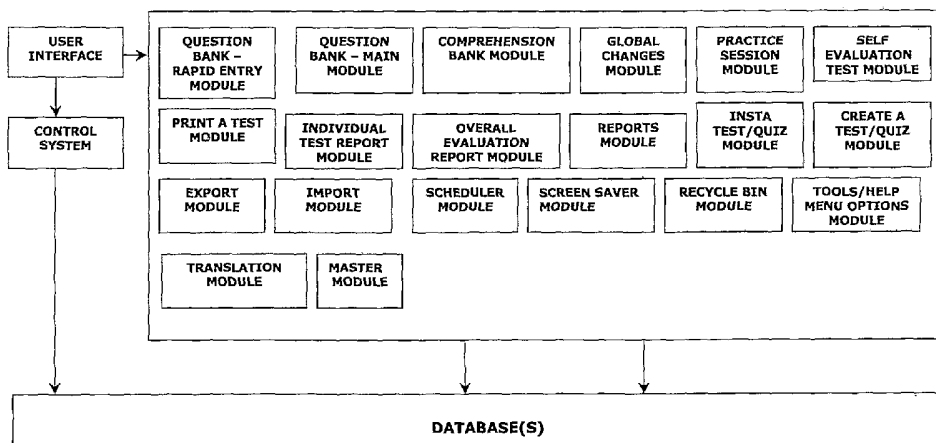 USER
INTERFACE
QUESTION
BANK –
RAPID ENTRY
MODULE
QUESTION
BANK – MAIN
MODULE
COMPREHENSION
BANK MODULE
GLOBAL
CHANGES
MODULE
PRACTICE
SESSION
MODULE
SELF
EVALUATION
TEST MODULE
CONTROL
SYSTEM
PRINT A TEST
MODULE
INDIVIDUAL
TEST REPORT
MODULE
OVERALL
EVALUATION
REPORT MODULE
REPORTS
MODULE
INSTA
TEST/QUIZ
MODULE
CREATE A
TEST/QUIZ
MODULE
EXPORT
MODULE
IMPORT
MODULE
SCHEDULER
MODULE
SCREEN SAVER
MODULE
RECYCLE BIN
MODULE
TOOLS/HELP
MENU OPTIONS
MODULE
TRANSLATION
MODULE
MASTER
MODULE
DATABASE(S)